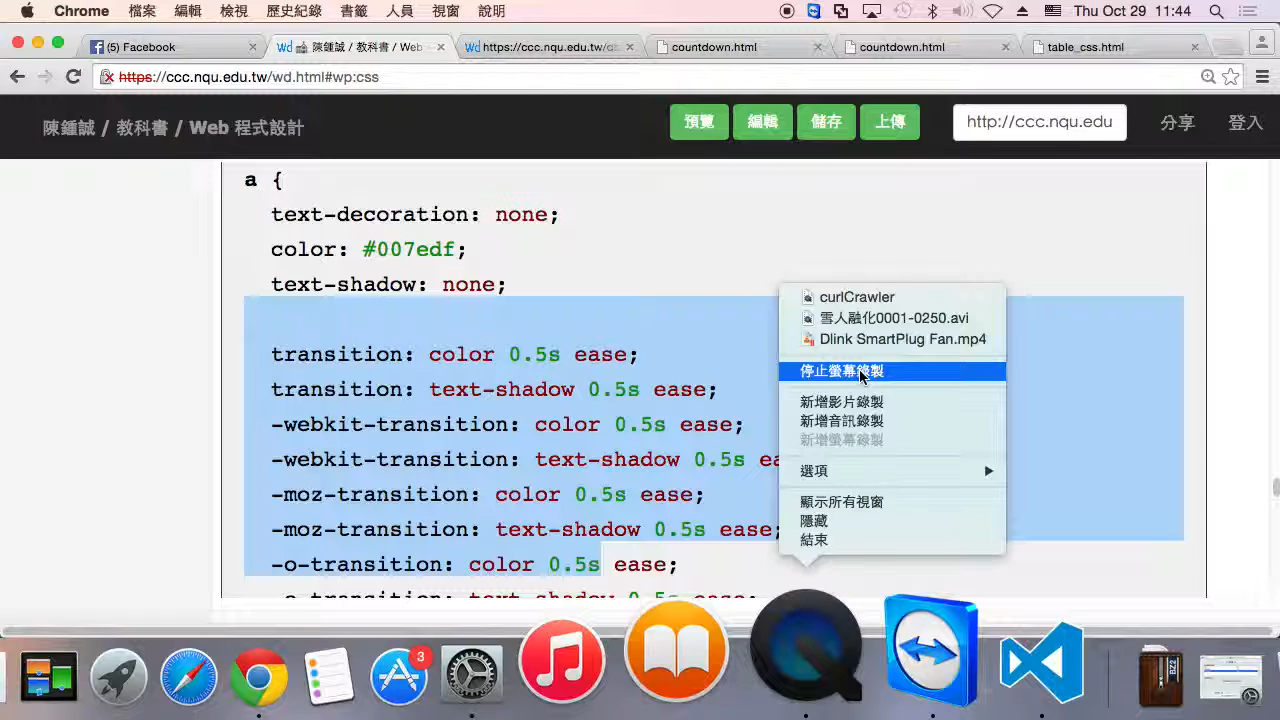 Chrome 檔案 編輯 檢視 歷史紀錄 書籤 人員 視窗 說明 Thu Oct 29 11:44
(5) Facebook 陳鍾誠 / 教科書 / Web https://ccc.nqu.edu.tw/ countdown.html countdown.html table_css.html
https://ccc.nqu.edu.tw/wd.html#wp:css
陳鍾誠 / 教科書 / Web 程式設計 預覽 編輯 儲存 上傳 http://ccc.nqu.edu 分享 登入
a {
text-decoration: none;
color: #007edf;
text-shadow: none;
transition: color 0.5s ease;
transition: text-shadow 0.5s ease;
-webkit-transition: color 0.5s ease;
-webkit-transition: text-shadow 0.5s ea
-moz-transition: color 0.5s ease;
-moz-transition: text-shadow 0.5s ease;
-o-transition: color 0.5s ease;
-o-transition: text-shadow 0.5s ease;
curlCrawler
雪人融化0001-0250.avi
Dlink SmartPlug Fan.mp4
停止螢幕錄製
新增影片錄製
新增音訊錄製
新增螢幕錄製
選項
顯示所有視窗
隱藏
結束
3